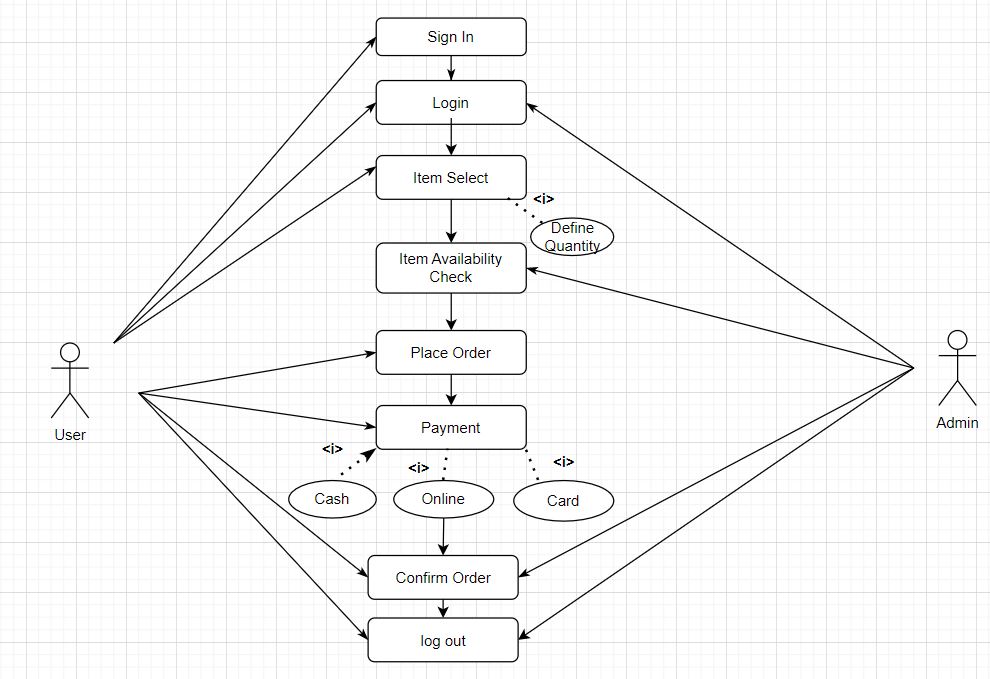 Sign In
Login
Item Select
<i>
Define
Quantity
Item Availability
Check
Place Order
User
Admin
Payment
<i>
<i>
<i>
Cash
Online
Card
Confirm Order
log out